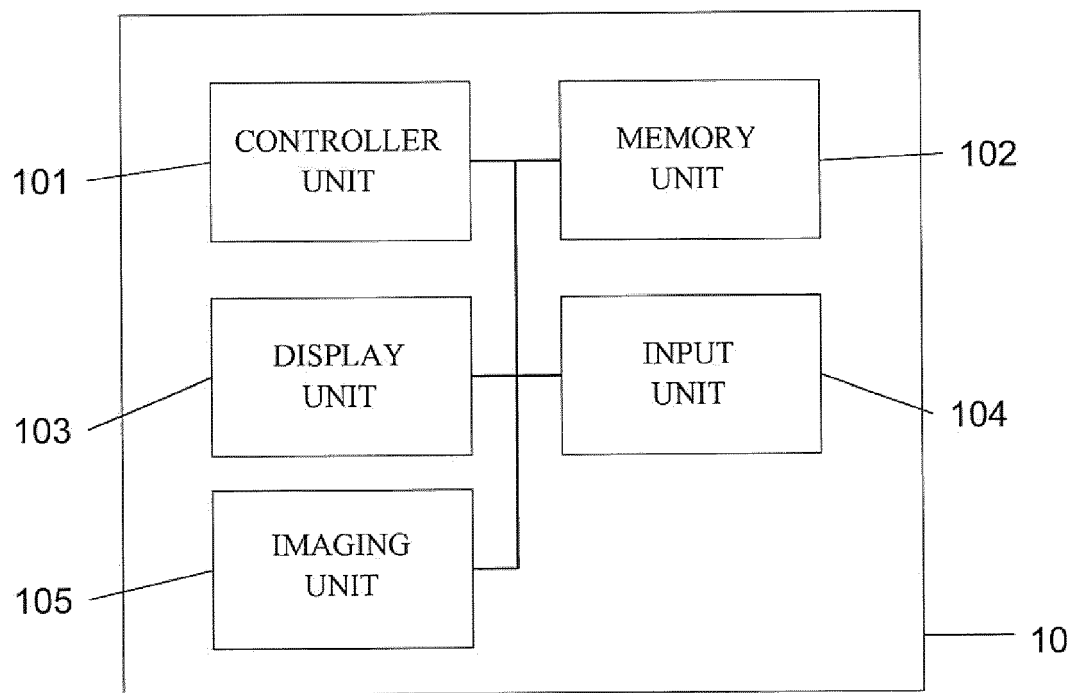 CONTROLLER
UNIT
MEMORY
UNIT
101
102
DISPLAY
UNIT
INPUT
UNIT
103
104
IMAGING
UNIT
105
10